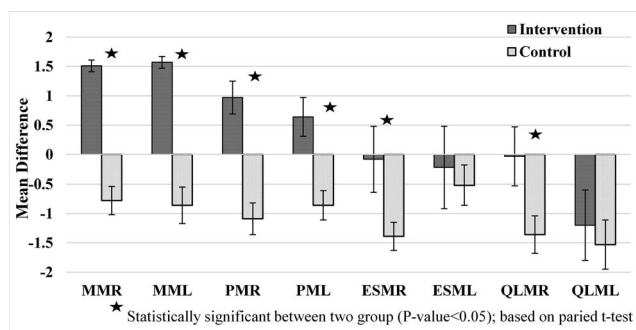 Intervention
Control
2
1.5
1
0.5
0
-0.5
-1
-1.5
-2
Mean Difference
MMR MML PMR PML ESMR ESML QLMR QLML
★ Statistically significant between two group (P-value<0.05); based on paried t-test